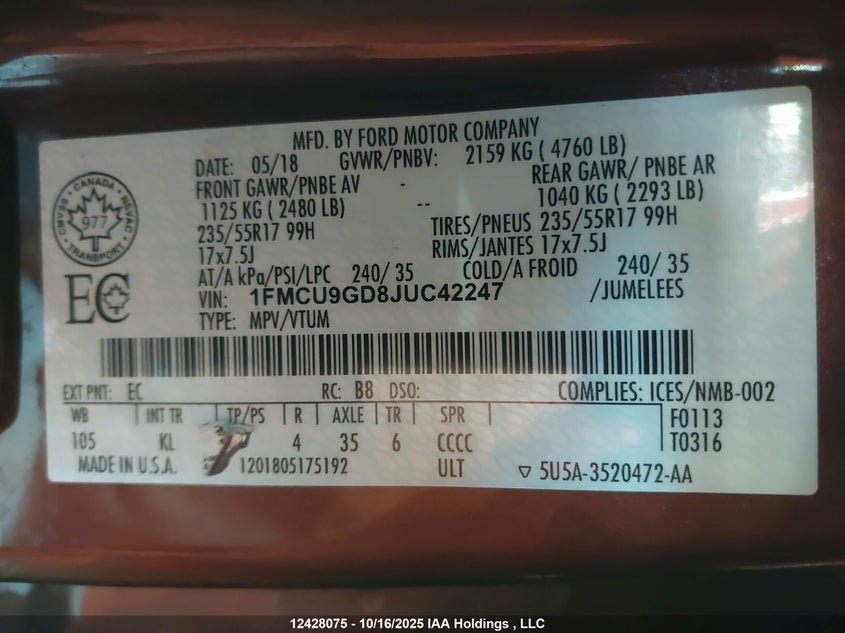 MFD. BY FORD MOTOR COMPANY
DATE: 05/18 GVWR/PNBV: 2159 KG ( 4760 LB)
FRONT GAWR/PNBE AV - REAR GAWR/ PNBE AR
1125 KG ( 2480 LB) -- 1040 KG ( 2293 LB)
235/55R17 99H TIRES/PNEUS 235/55R17 99H
17x7.5J RIMS/JANTES 17x7.5J
AT/A kPa/PSI/LPC 240/ 35 COLD/A FROID 240/ 35
VIN: 1FMCU9GD8JUC42247 /JUMELEES
TYPE: MPV/VTUM
CANADA
CMVSS 977 NSVAC
TRANSPORT
EC
EXT PNT: EC RC: B8 DSO: COMPLIES: ICES/NMB-002
WB INT TR TP/PS R AXLE TR SPR F0113
105 KL 4 35 6 CCCC T0316
MADE IN U.S.A. 1201805175192 ULT ▽ 5U5A-3520472-AA
12428075 - 10/16/2025 IAA Holdings , LLC